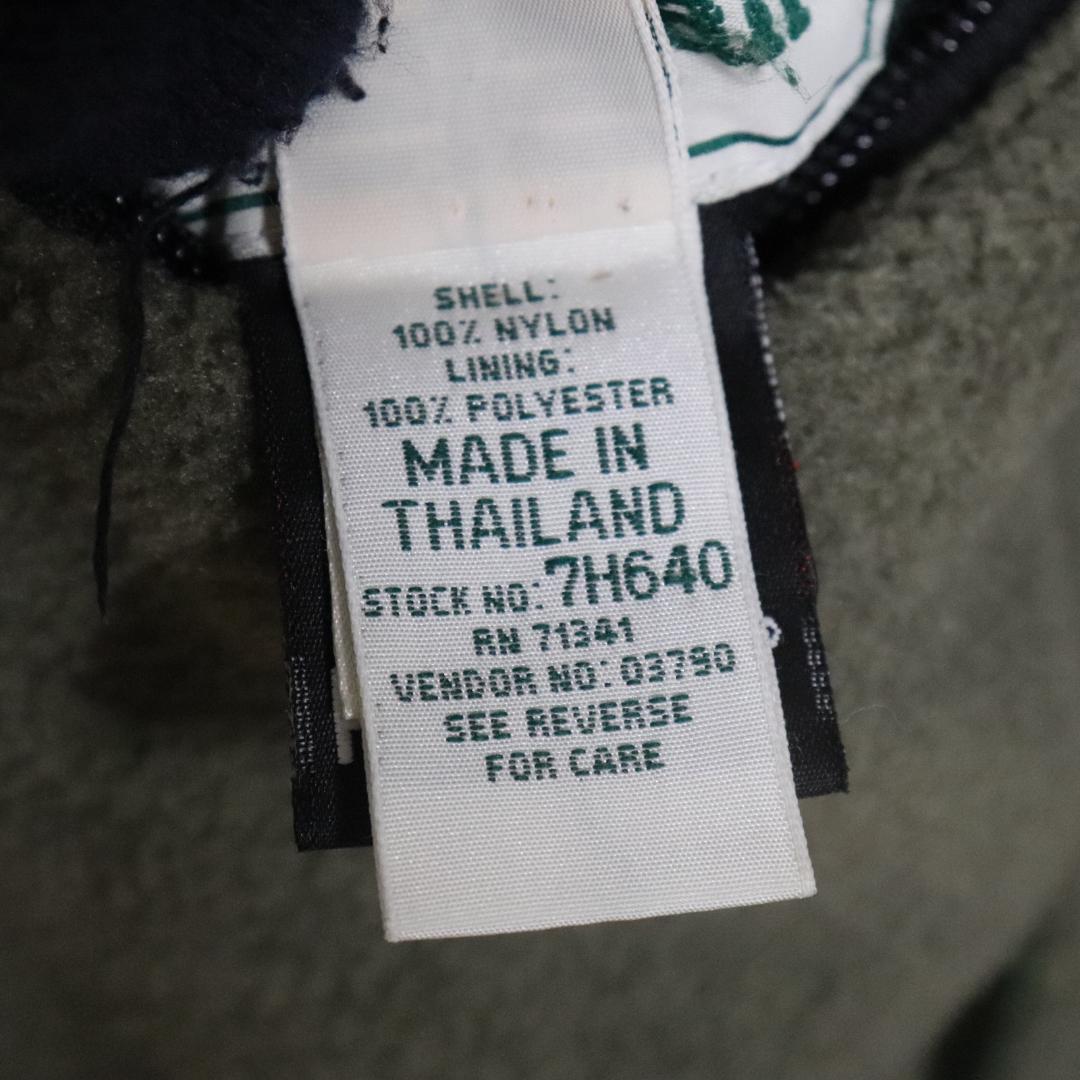 SHELL:
100% NYLON
LINING:
100% POLYESTER
MADE IN
THAILAND
STOCK NO: 7H640
RN 71341
VENDOR NO: 03790
SEE REVERSE
FOR CARE